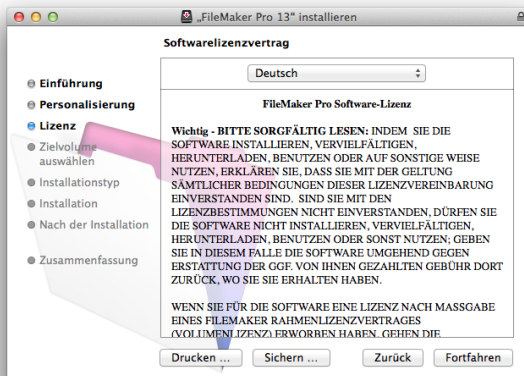 „FileMaker Pro 13“ installieren
Softwarelizenzvertrag
Einführung
Personalisierung
Lizenz
Zielvolume
auswählen
Installationstyp
Installation
Nach der Installation
Zusammenfassung
Deutsch
FileMaker Pro Software-Lizenz
Wichtig - BITTE SORGFÄLTIG LESEN: INDEM SIE DIE
SOFTWARE INSTALLIEREN, VERVIELFÄLTIGEN,
HERUNTERLADEN, BENUTZEN ODER AUF SONSTIGE WEISE
NUTZEN, ERKLÄREN SIE, DASS SIE MIT DER GELTUNG
SÄMTLICHER BEDINGUNGEN DIESER LIZENZVEREINBARUNG
EINVERSTANDEN SIND. SIND SIE MIT DEN
LIZENZBESTIMMUNGEN NICHT EINVERSTANDEN, DÜRFEN SIE
DIE SOFTWARE NICHT INSTALLIEREN, VERVIELFÄLTIGEN,
HERUNTERLADEN, BENUTZEN ODER SONST NUTZEN; GEBEN
SIE IN DIESEM FALLE DIE SOFTWARE UMGEHEND GEGEN
ERSTATTUNG DER GGF. VON IHNEN GEZAHLTEN GEBÜHR DORT
ZURÜCK, WO SIE SIE ERHALTEN HABEN.
WENN SIE FÜR DIE SOFTWARE EINE LIZENZ NACH MASSGABE
EINES FILEMAKER RAHMENLIZENZVERTRAGES
(VOLUMENLIZENZ) ERWORBEN HABEN, GEHEN DIE
Drucken ...
Sichern ...
Zurück
Fortfahren